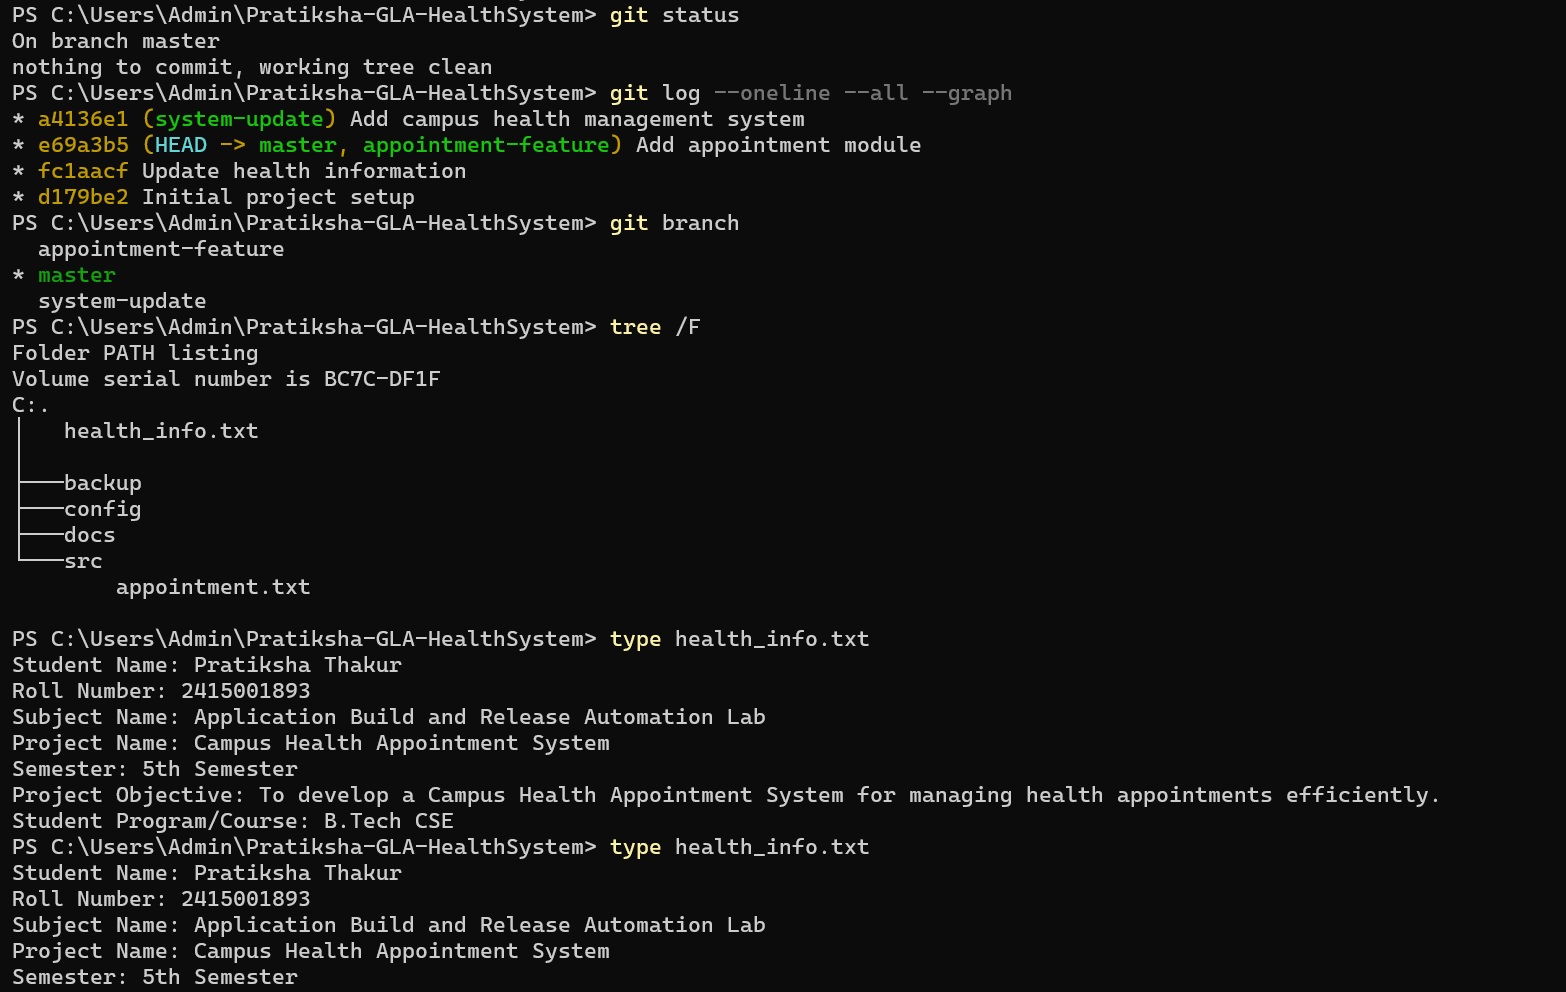 PS C:\Users\Admin\Pratiksha-GLA-HealthSystem> git status
On branch master
nothing to commit, working tree clean
PS C:\Users\Admin\Pratiksha-GLA-HealthSystem> git log --oneline --all --graph
* a4136e1 (system-update) Add campus health management system
* e69a3b5 (HEAD -> master, appointment-feature) Add appointment module
* fc1aacf Update health information
* d179be2 Initial project setup
PS C:\Users\Admin\Pratiksha-GLA-HealthSystem> git branch
  appointment-feature
* master
  system-update
PS C:\Users\Admin\Pratiksha-GLA-HealthSystem> tree /F
Folder PATH listing
Volume serial number is BC7C-DF1F
C:.
│   health_info.txt
│
├───backup
├───config
├───docs
└───src
        appointment.txt

PS C:\Users\Admin\Pratiksha-GLA-HealthSystem> type health_info.txt
Student Name: Pratiksha Thakur
Roll Number: 2415001893
Subject Name: Application Build and Release Automation Lab
Project Name: Campus Health Appointment System
Semester: 5th Semester
Project Objective: To develop a Campus Health Appointment System for managing health appointments efficiently.
Student Program/Course: B.Tech CSE
PS C:\Users\Admin\Pratiksha-GLA-HealthSystem> type health_info.txt
Student Name: Pratiksha Thakur
Roll Number: 2415001893
Subject Name: Application Build and Release Automation Lab
Project Name: Campus Health Appointment System
Semester: 5th Semester